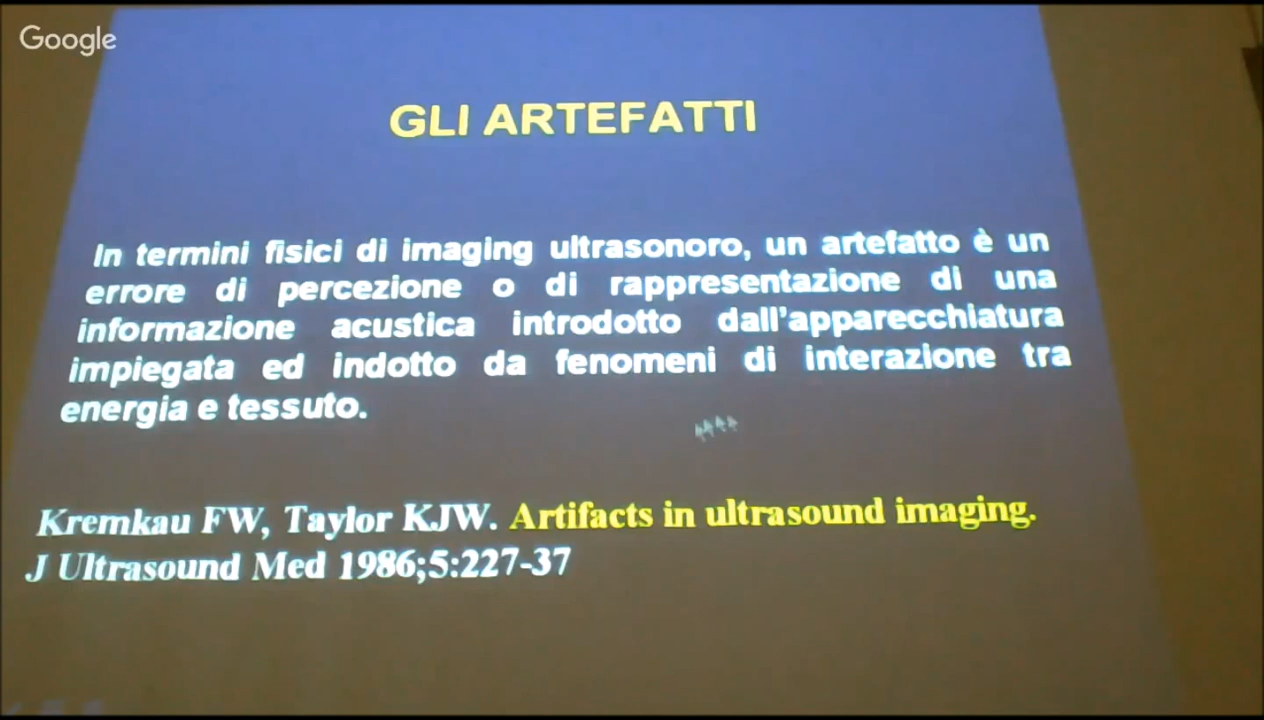 Google
GLI ARTEFATTI
In termini fisici di imaging ultrasonoro, un artefatto è un
errore di percezione o di rappresentazione di una
informazione acustica introdotto dall'apparecchiatura
impiegata ed indotto da fenomeni di interazione tra
energia e tessuto.
Kremkau FW, Taylor KJW. Artifacts in ultrasound imaging.
J Ultrasound Med 1986;5:227-37